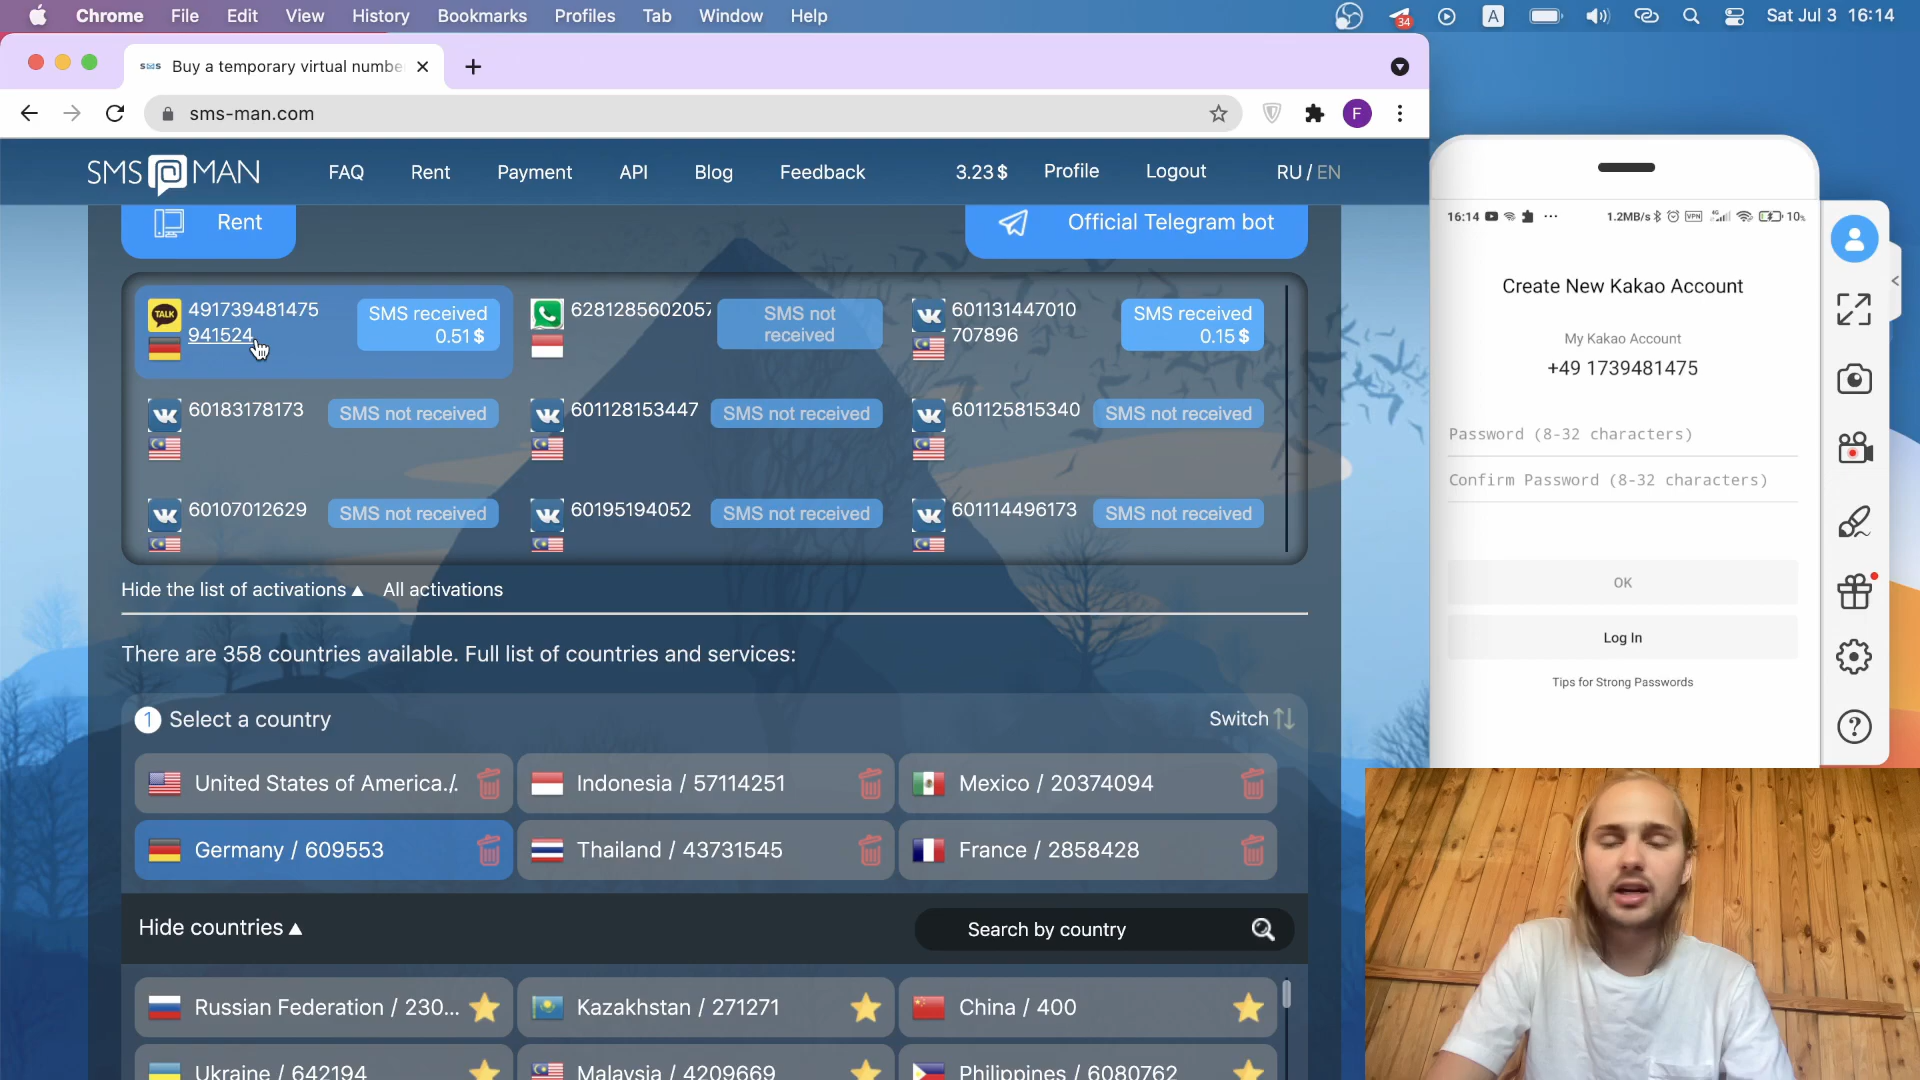 Chrome File Edit View History Bookmarks Profiles Tab Window Help
34 A Sat Jul 3 16:14
SMS Buy a temporary virtual numbe
sms-man.com
F
SMS MAN FAQ Rent Payment API Blog Feedback 3.23 $ Profile Logout RU / EN
Rent
Official Telegram bot
TALK 491739481475
941524
SMS received
0.51 $
6281285602057
SMS not
received
601131447010
707896
SMS received
0.15 $
60183178173 SMS not received
601128153447 SMS not received
601125815340 SMS not received
60107012629 SMS not received
60195194052 SMS not received
601114496173 SMS not received
Hide the list of activations ▲ All activations
There are 358 countries available. Full list of countries and services:
1 Select a country
Switch
United States of America./.
Indonesia / 57114251
Mexico / 20374094
Germany / 609553
Thailand / 43731545
France / 2858428
Hide countries ▲
Search by country
Russian Federation / 230...
Kazakhstan / 271271
China / 400
Ukraine / 642194
Malaysia / 4209669
Philippines / 6080762
16:14 ... 1.2MB/s VPN 4G 10%
Create New Kakao Account
My Kakao Account
+49 1739481475
Password (8-32 characters)
Confirm Password (8-32 characters)
OK
Log In
Tips for Strong Passwords